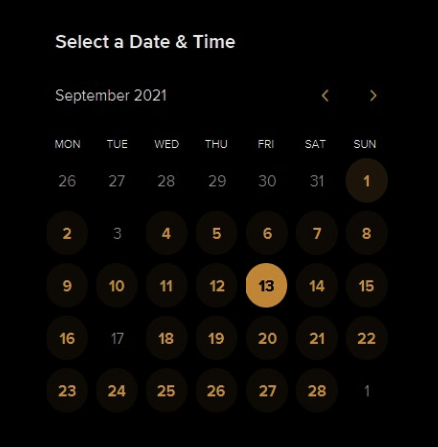 Select a Date & Time
September 2021
MON TUE WED THU FRI SAT SUN
26 27 28 29 30 31 1
2 3 4 5 6 7 8
9 10 11 12 13 14 15
16 17 18 19 20 21 22
23 24 25 26 27 28 1